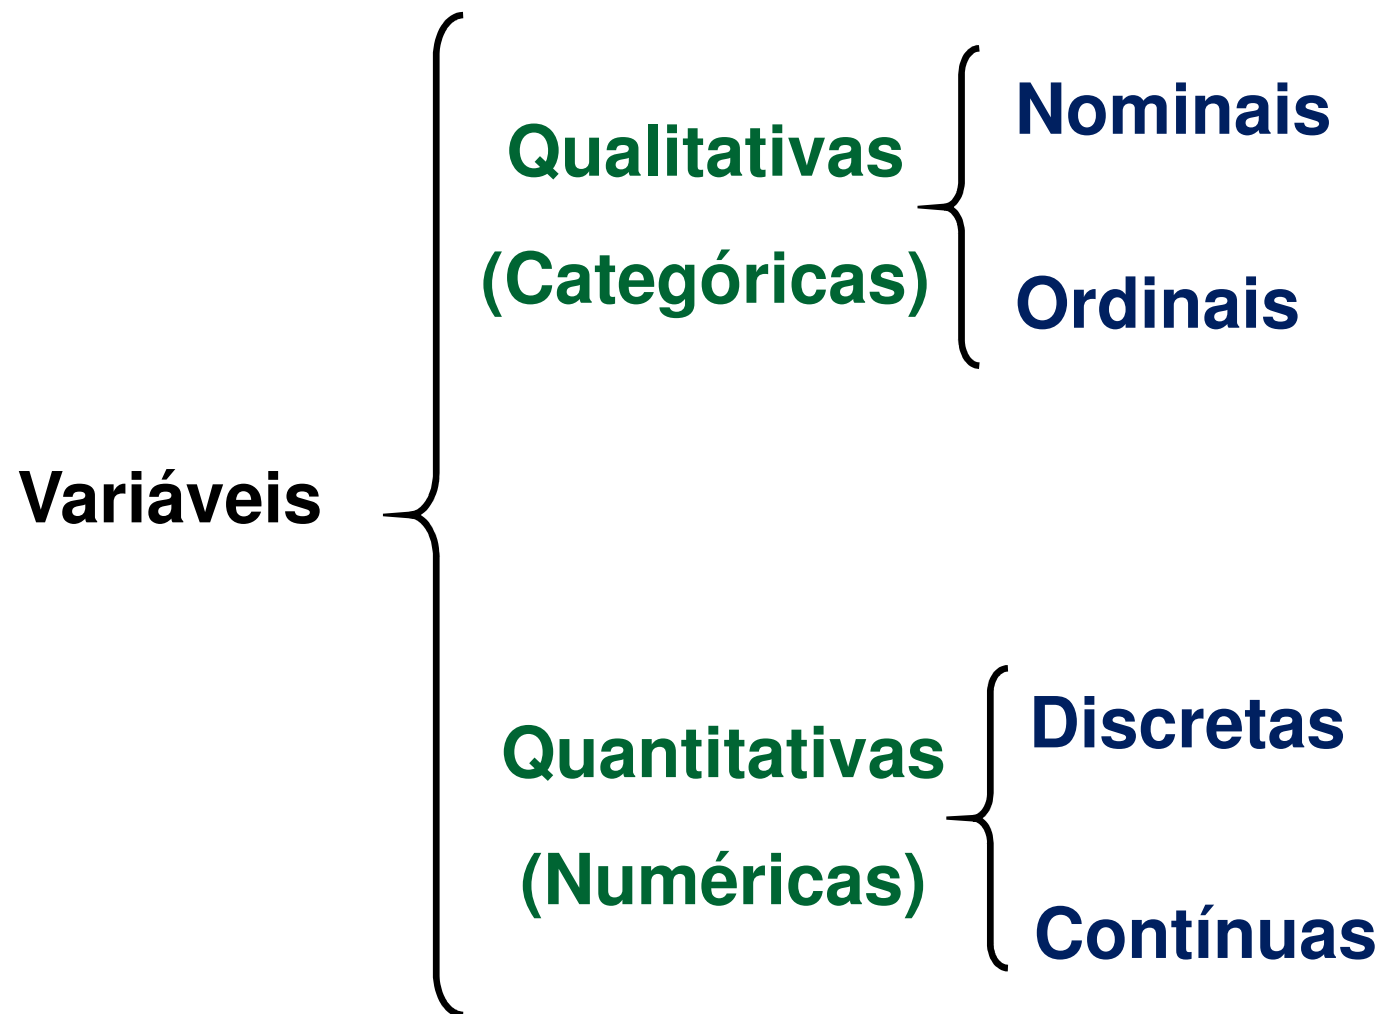 Variáveis
Qualitativas
(Categóricas)
Nominais
Ordinais
Quantitativas
(Numéricas)
Discretas
Contínuas